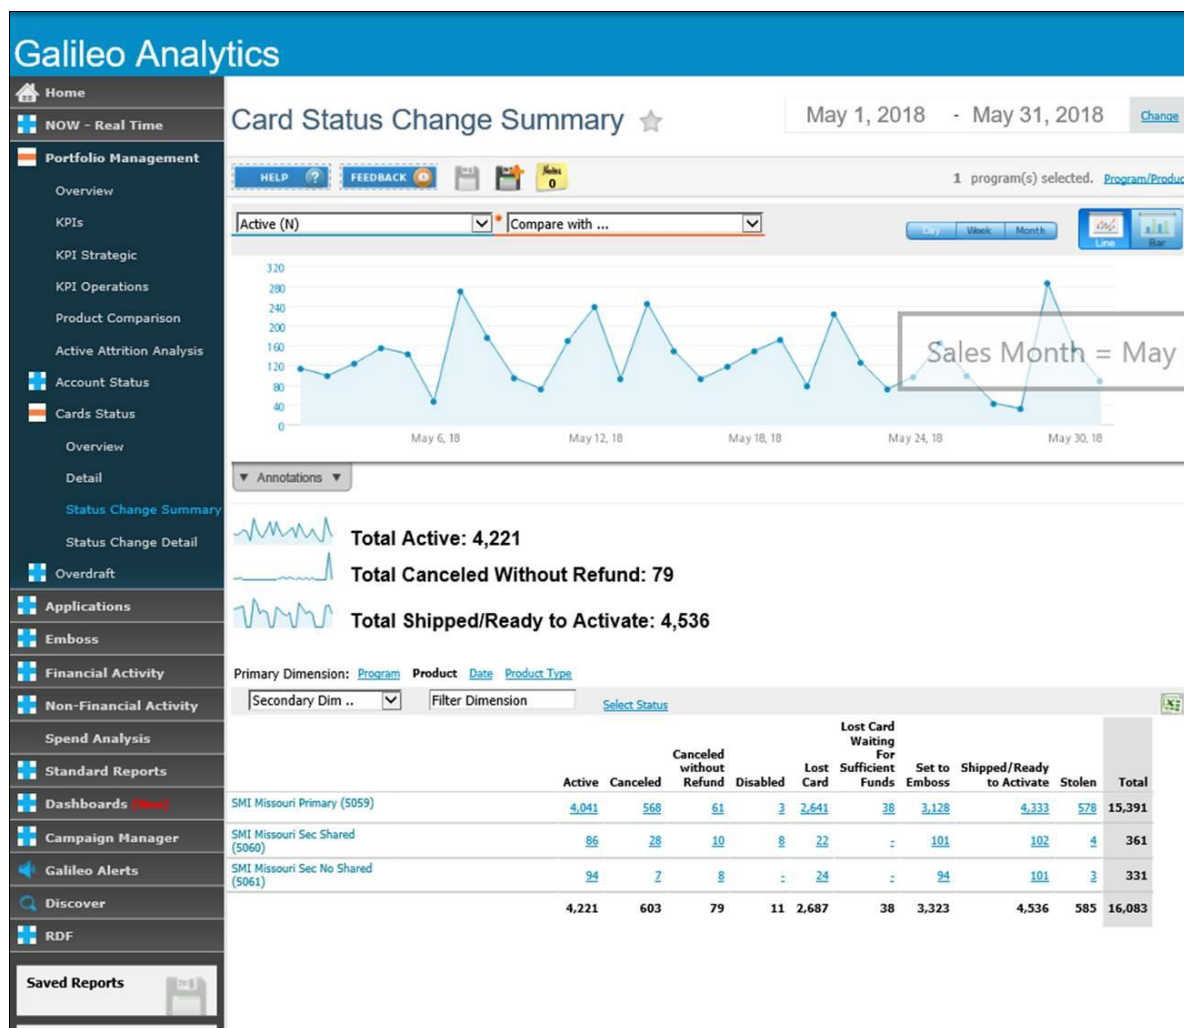 Galileo Analytics
Home
NOW - Real Time
Portfolio Management
Overview
KPIs
KPI Strategic
KPI Operations
Product Comparison
Active Attrition Analysis
Account Status
Cards Status
Overview
Detail
Status Change Summary
Status Change Detail
Overdraft
Applications
Emboss
Financial Activity
Non-Financial Activity
Spend Analysis
Standard Reports
Dashboards (New)
Campaign Manager
Galileo Alerts
Discover
RDF
Saved Reports
Card Status Change Summary
May 1, 2018 - May 31, 2018 Change
HELP ? FEEDBACK Notes 0
1 program(s) selected. Program/Produc
Active (N) * Compare with ...
Day Week Month Line Bar
320
280
240
200
160
120
80
40
0
Sales Month = May
May 6, 18 May 12, 18 May 18, 18 May 24, 18 May 30, 18
▼ Annotations ▼
Total Active: 4,221
Total Canceled Without Refund: 79
Total Shipped/Ready to Activate: 4,536
Primary Dimension: Program Product Date Product Type
Secondary Dim .. Filter Dimension Select Status
Active Canceled Canceled without Refund Disabled Lost Card Lost Card Waiting For Sufficient Funds Set to Emboss Shipped/Ready to Activate Stolen Total
SMI Missouri Primary (5059) 4,041 568 61 3 2,641 38 3,128 4,333 578 15,391
SMI Missouri Sec Shared (5060) 86 28 10 8 22 - 101 102 4 361
SMI Missouri Sec No Shared (5061) 94 7 8 - 24 - 94 101 3 331
4,221 603 79 11 2,687 38 3,323 4,536 585 16,083